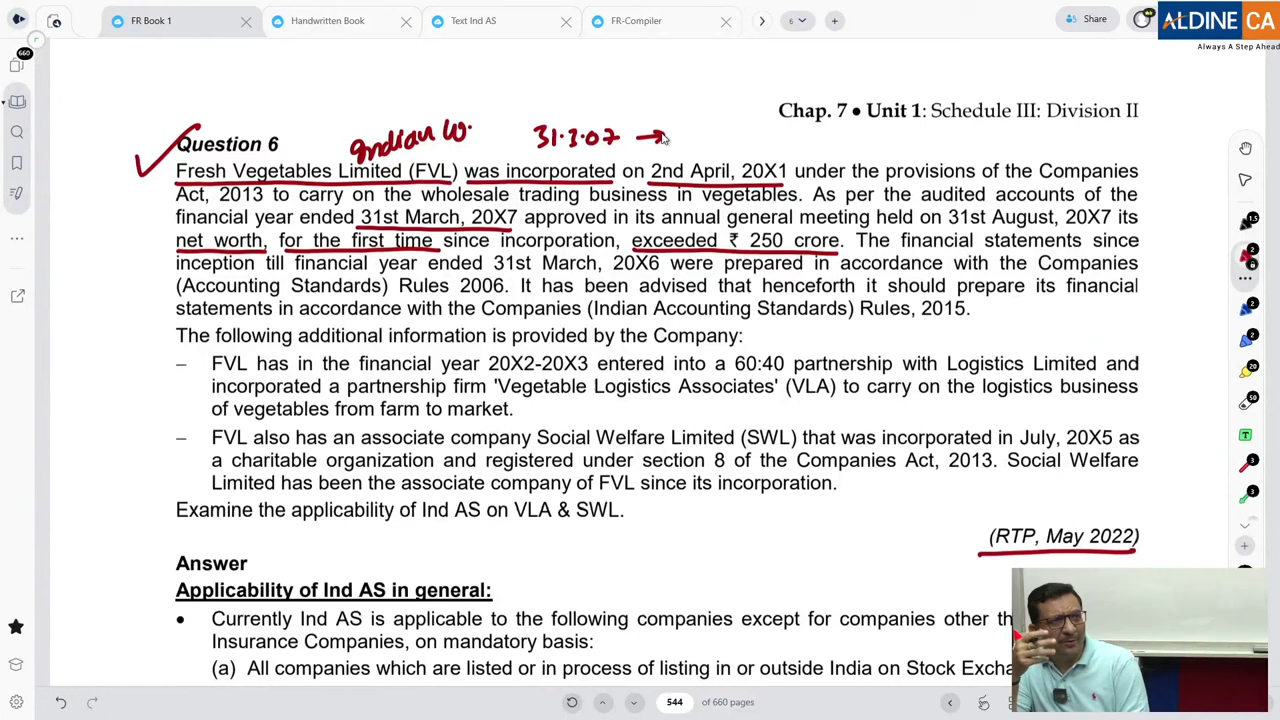 FR Book 1
Handwritten Book
Text Ind AS
FR-Compiler
6
Share
ALDINE CA
Always A Step Ahead
660
Chap. 7 • Unit 1: Schedule III: Division II
Indian Co.
31.3.07 →
Question 6
Fresh Vegetables Limited (FVL) was incorporated on 2nd April, 20X1 under the provisions of the Companies
Act, 2013 to carry on the wholesale trading business in vegetables. As per the audited accounts of the
financial year ended 31st March, 20X7 approved in its annual general meeting held on 31st August, 20X7 its
net worth, for the first time since incorporation, exceeded ₹ 250 crore. The financial statements since
inception till financial year ended 31st March, 20X6 were prepared in accordance with the Companies
(Accounting Standards) Rules 2006. It has been advised that henceforth it should prepare its financial
statements in accordance with the Companies (Indian Accounting Standards) Rules, 2015.
The following additional information is provided by the Company:
– FVL has in the financial year 20X2-20X3 entered into a 60:40 partnership with Logistics Limited and
incorporated a partnership firm 'Vegetable Logistics Associates' (VLA) to carry on the logistics business
of vegetables from farm to market.
– FVL also has an associate company Social Welfare Limited (SWL) that was incorporated in July, 20X5 as
a charitable organization and registered under section 8 of the Companies Act, 2013. Social Welfare
Limited has been the associate company of FVL since its incorporation.
Examine the applicability of Ind AS on VLA & SWL.
(RTP, May 2022)
Answer
Applicability of Ind AS in general:
• Currently Ind AS is applicable to the following companies except for companies other th
Insurance Companies, on mandatory basis:
(a) All companies which are listed or in process of listing in or outside India on Stock Exch
1.5
2
2
2
20
50
3
3
544 of 660 pages